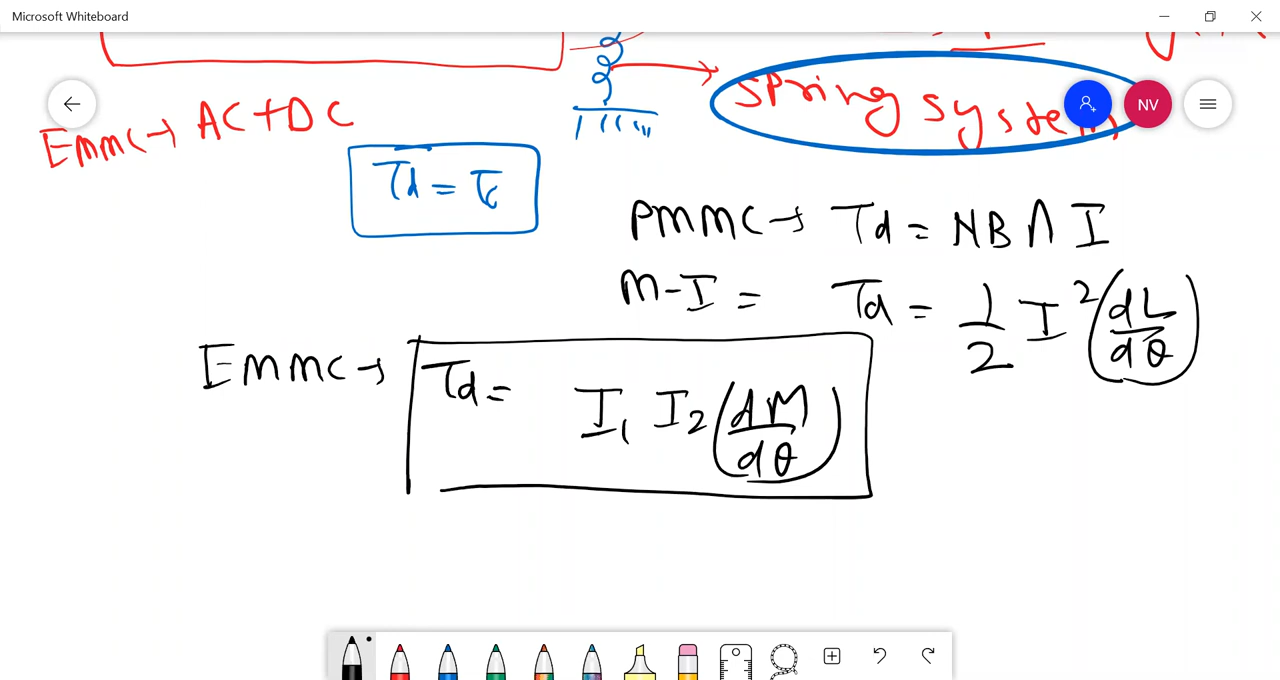 Microsoft Whiteboard
spring system
NV
EMMC → AC+DC
Td = Tc
PMMC → Td = NBAI
M-I = Td = 1/2 I² (dL/dθ)
EMMC → Td = I₁ I₂ (dM/dθ)